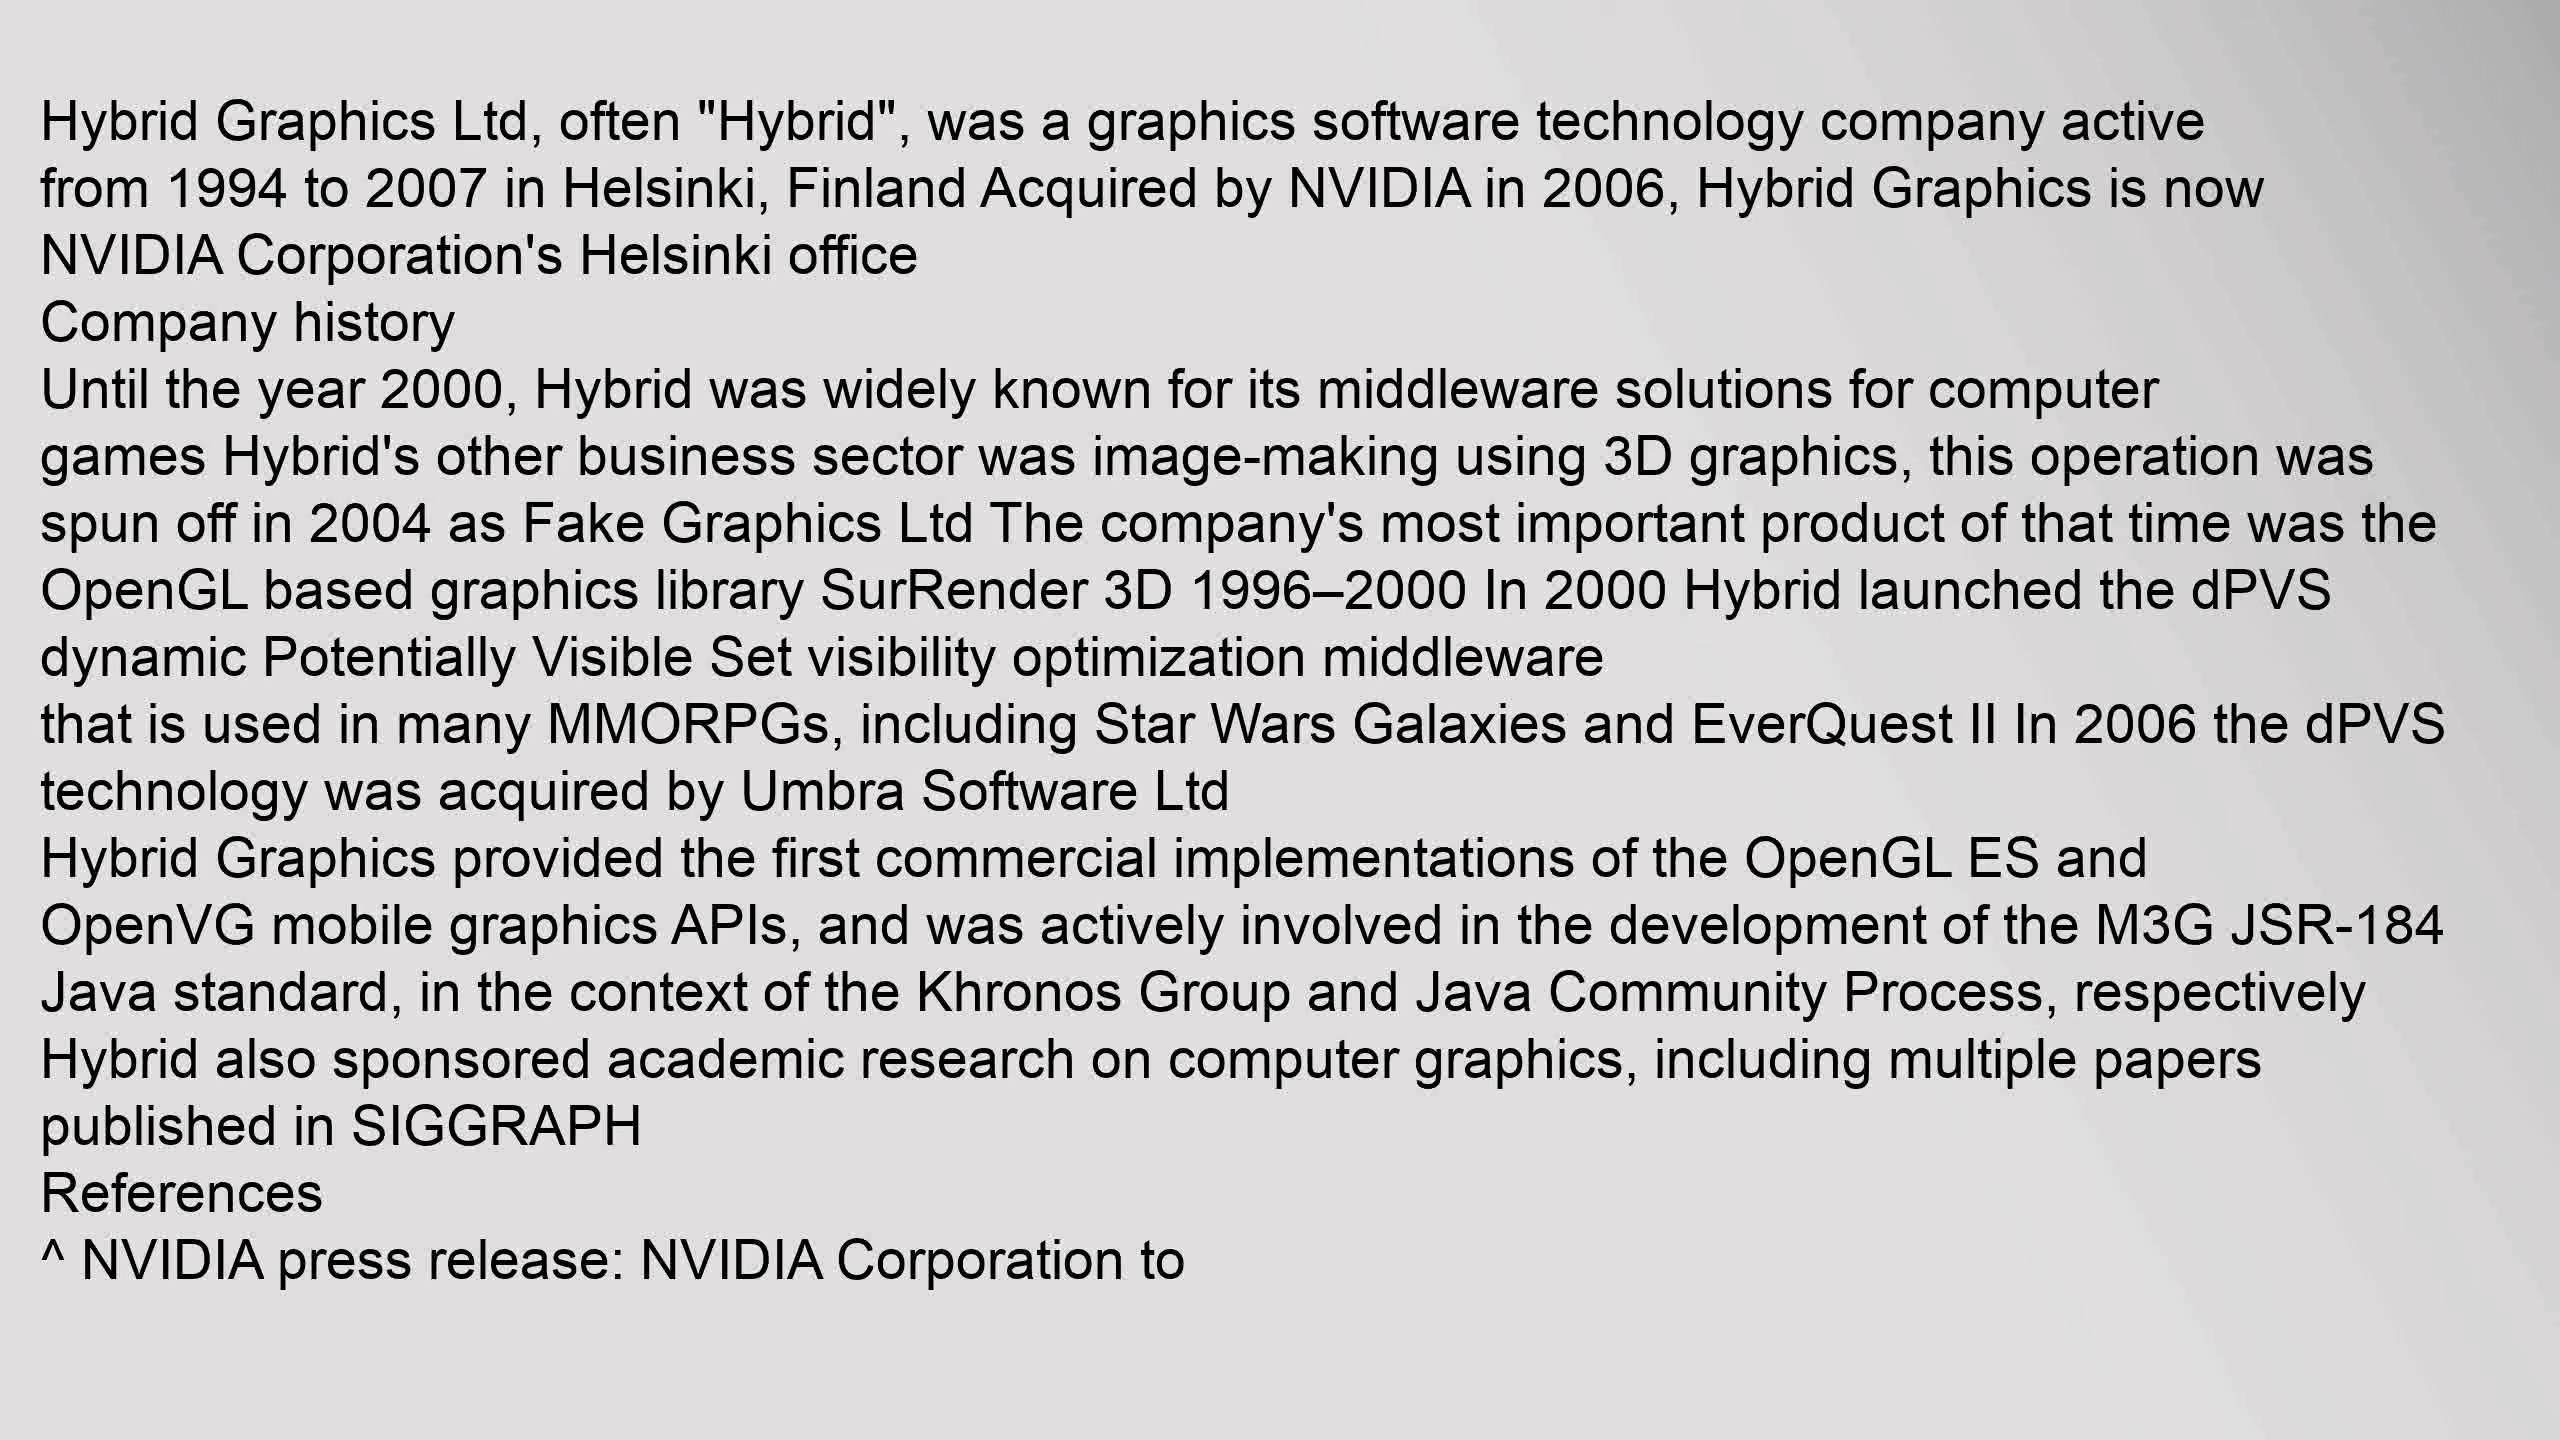 Hybrid Graphics Ltd, often "Hybrid", was a graphics software technology company active
from 1994 to 2007 in Helsinki, Finland Acquired by NVIDIA in 2006, Hybrid Graphics is now
NVIDIA Corporation's Helsinki office
Company history
Until the year 2000, Hybrid was widely known for its middleware solutions for computer
games Hybrid's other business sector was image-making using 3D graphics, this operation was
spun off in 2004 as Fake Graphics Ltd The company's most important product of that time was the
OpenGL based graphics library SurRender 3D 1996–2000 In 2000 Hybrid launched the dPVS
dynamic Potentially Visible Set visibility optimization middleware
that is used in many MMORPGs, including Star Wars Galaxies and EverQuest II In 2006 the dPVS
technology was acquired by Umbra Software Ltd
Hybrid Graphics provided the first commercial implementations of the OpenGL ES and
OpenVG mobile graphics APIs, and was actively involved in the development of the M3G JSR-184
Java standard, in the context of the Khronos Group and Java Community Process, respectively
Hybrid also sponsored academic research on computer graphics, including multiple papers
published in SIGGRAPH
References
^ NVIDIA press release: NVIDIA Corporation to